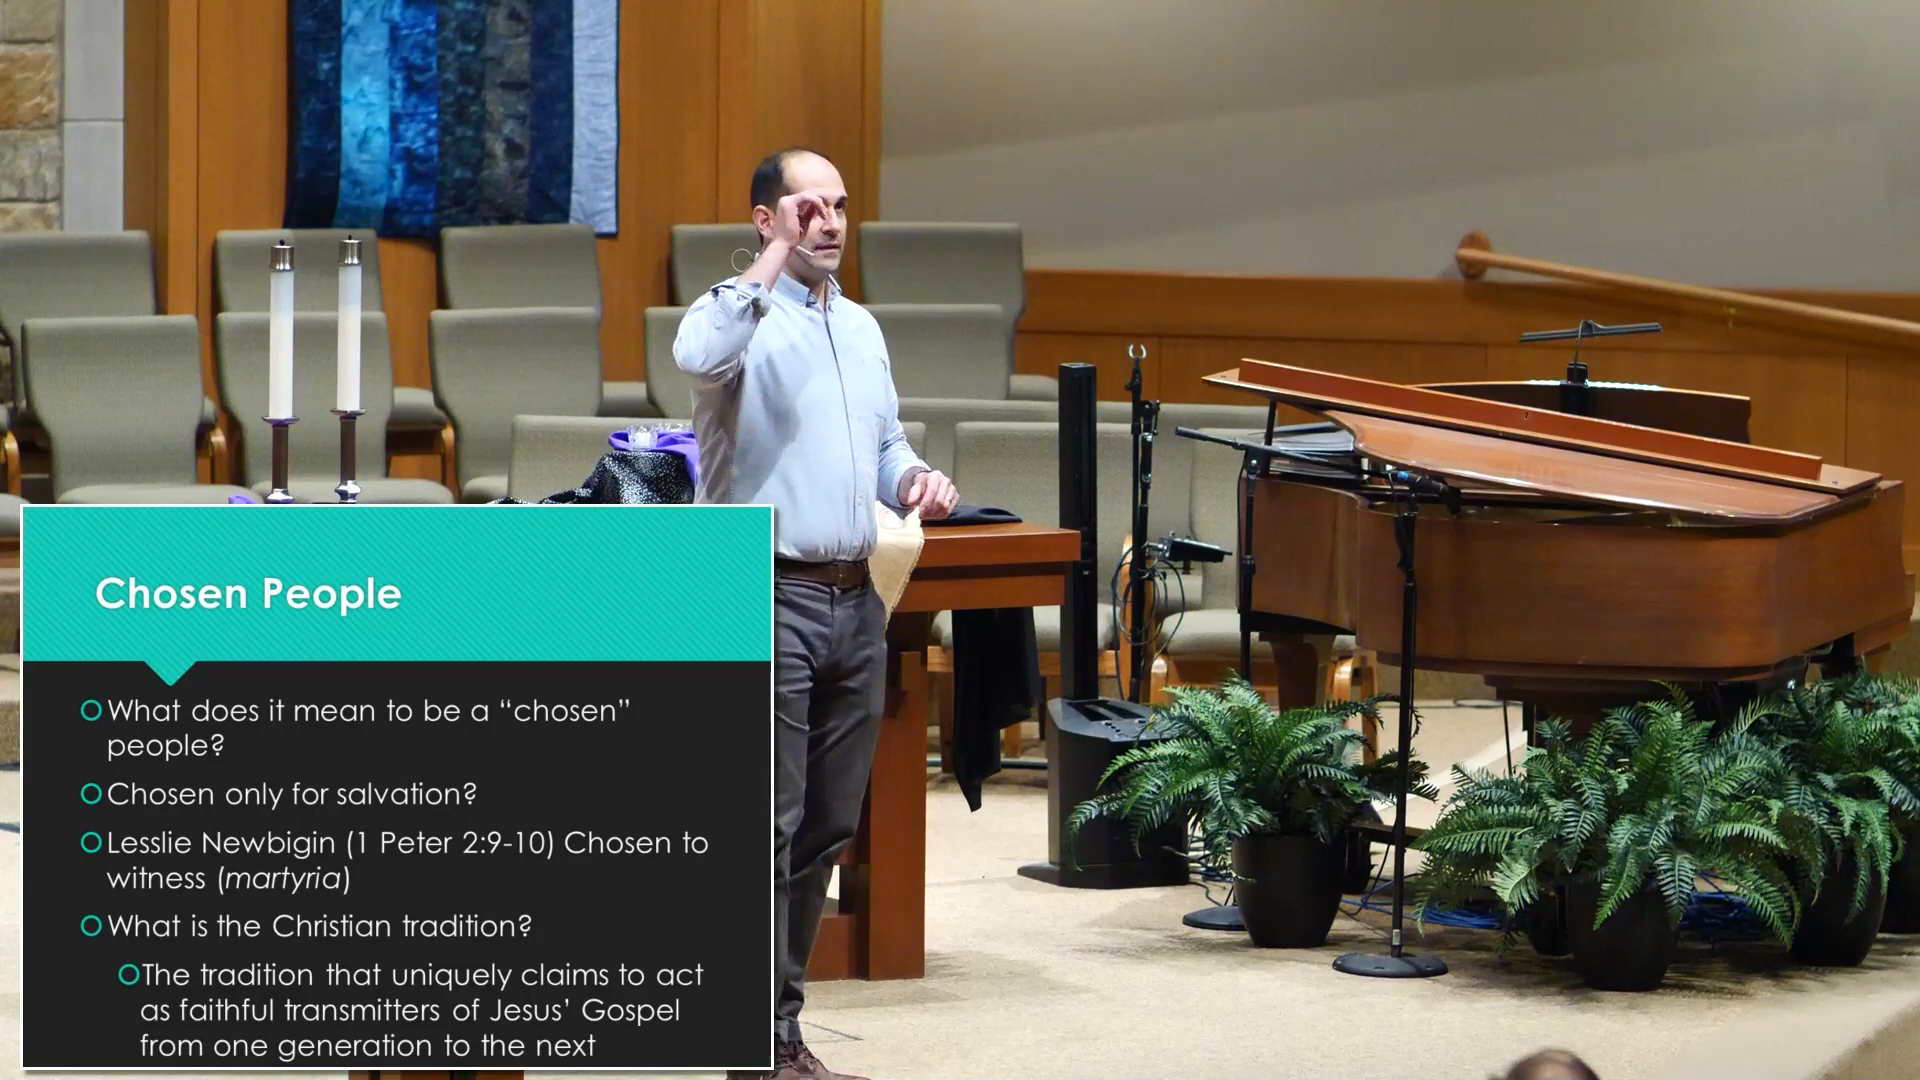 Chosen People
What does it mean to be a “chosen”
people?
Chosen only for salvation?
Lesslie Newbigin (1 Peter 2:9-10) Chosen to
witness (martyria)
What is the Christian tradition?
The tradition that uniquely claims to act
as faithful transmitters of Jesus’ Gospel
from one generation to the next